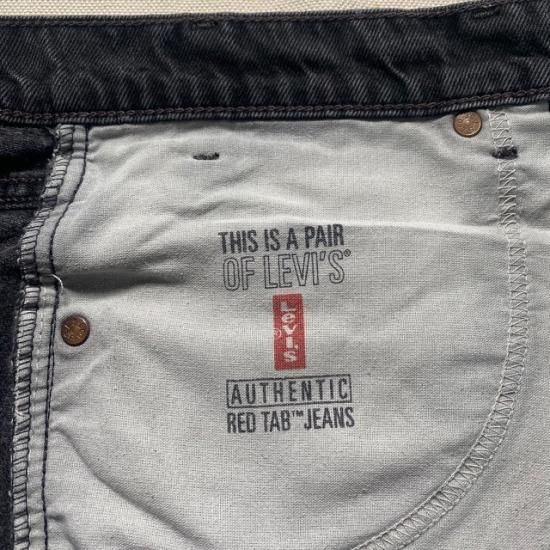 THIS IS A PAIR
OF LEVI'S®
Levi's®
AUTHENTIC
RED TAB™ JEANS